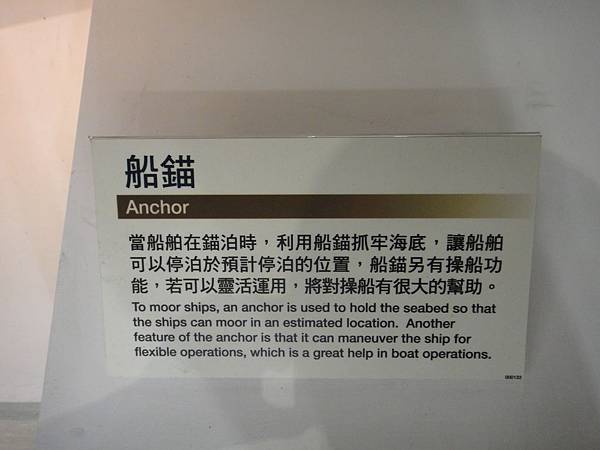 船錨
Anchor
當船舶在錨泊時，利用船錨抓牢海底，讓船舶
可以停泊於預計停泊的位置，船錨另有操船功
能，若可以靈活運用，將對操船有很大的幫助。
To moor ships, an anchor is used to hold the seabed so that
the ships can moor in an estimated location.  Another
feature of the anchor is that it can maneuver the ship for
flexible operations, which is a great help in boat operations.